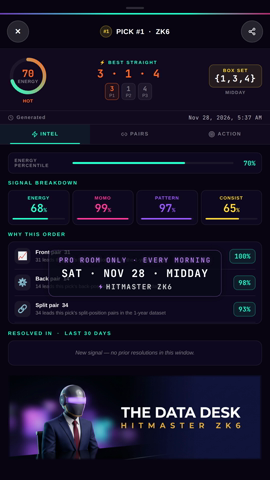 #1 PICK #1 · ZK6
70
ENERGY
HOT
⚡ BEST STRAIGHT
3 · 1 · 4
3 1 4
P1 P2 P3
BOX SET
{1,3,4}
MIDDAY
Generated
Nov 28, 2026, 5:37 AM
INTEL
PAIRS
ACTION
ENERGY PERCENTILE
70%
SIGNAL BREAKDOWN
ENERGY
68%
MOMO
99%
PATTERN
97%
CONSIST
65%
WHY THIS ORDER
Front pair 31
100%
PRO ROOM ONLY · EVERY MORNING
SAT · NOV 28 · MIDDAY
⚡ HITMASTER ZK6
98%
Split pair 34
34 leads this pick's split-position pairs in the 1-year dataset
93%
RESOLVED IN · LAST 30 DAYS
New signal — no prior resolutions in this window.
THE DATA DESK
HITMASTER ZK6